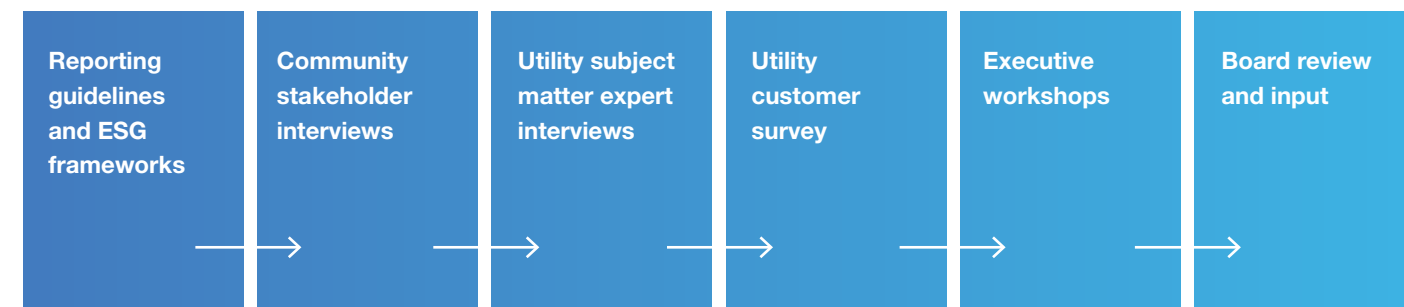 Reporting
guidelines
and ESG
frameworks
Community
stakeholder
interviews
Utility subject
matter expert
interviews
Utility
customer
survey
Executive
workshops
Board review
and input